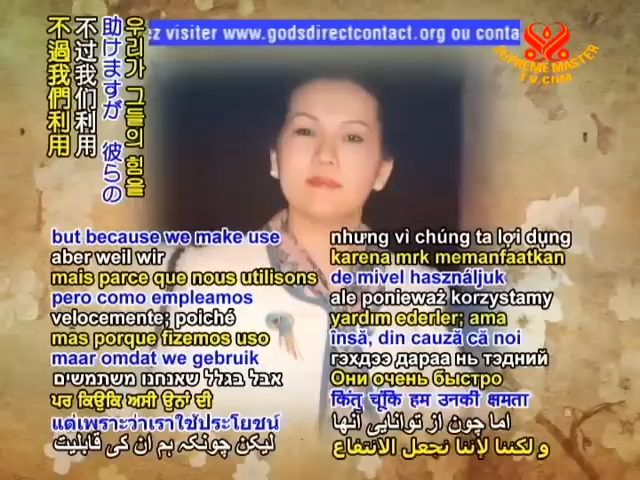 ez visiter www.godsdirectcontact.org ou conta
SUPREME MASTER
TV.COM
우리가 그들의 힘을
助けますが 彼らの
不过我们利用
不過我們利用
but because we make use
aber weil wir
mais parce que nous utilisons
pero como empleamos
velocemente; poiché
mas porque fizemos uso
maar omdat we gebruik
אבל בגלל שאנחנו משתמשים
ਪਰ ਕਿਉਂਕਿ ਅਸੀਂ ਉਨਾਂ ਦੀ
แต่เพราะว่าเราใช้ประโยชน์
لیکن چونکہ ہم ان کی قابلیت
nhưng vì chúng ta lợi dụng
karena mrk memanfaatkan
de mivel használjuk
ale ponieważ korzystamy
yardım ederler; ama
însă, din cauză că noi
гэхдээ дараа нь тэдний
Они очень быстро
किंतु चूंकि हम उनकी क्षमता
اما چون از توانایی آنها
و لكننا لإننا نجعل الانتفاع